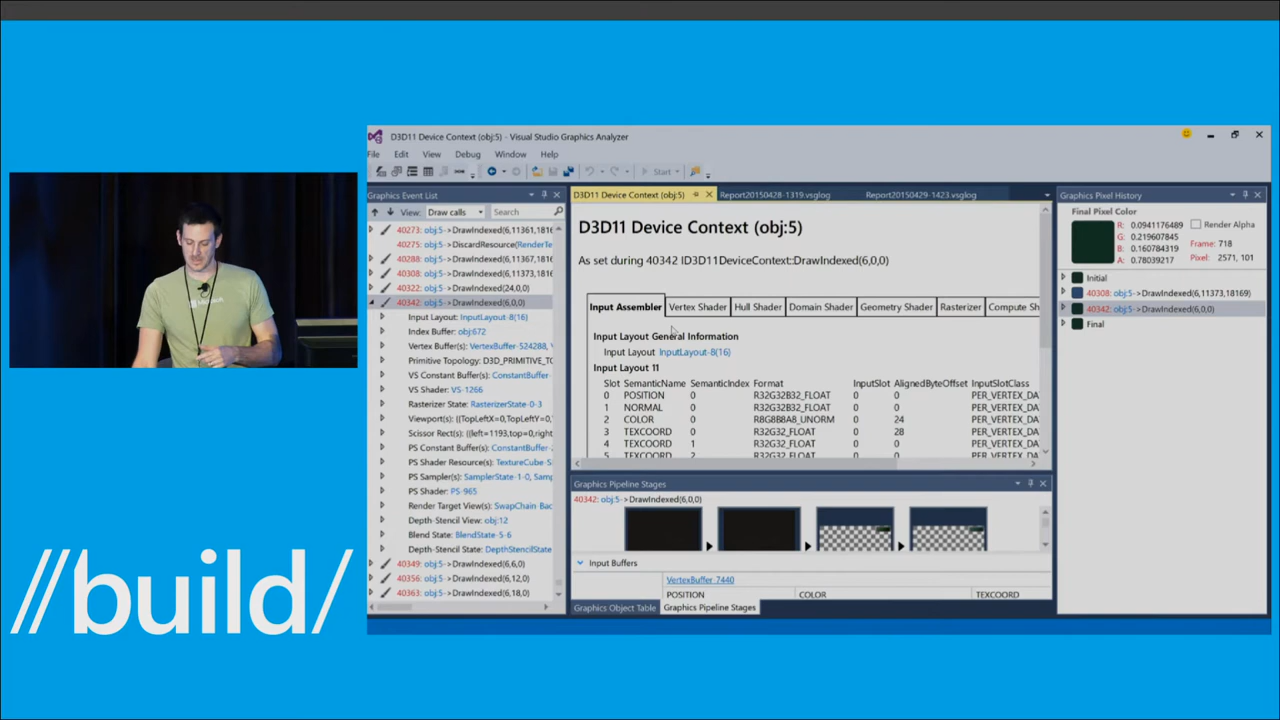 D3D11 Device Context (obj:5) - Visual Studio Graphics Analyzer
File Edit View Debug Window Help
Start
Graphics Event List
View: Draw calls Search
40273: obj:5->DrawIndexed(6,11361,1816
40275: obj:5->DiscardResource(RenderTe
40288: obj:5->DrawIndexed(6,11367,1816
40308: obj:5->DrawIndexed(6,11373,1816
40322: obj:5->DrawIndexed(24,0,0)
40342: obj:5->DrawIndexed(6,0,0)
Input Layout: InputLayout-8(16)
Index Buffer: obj:672
Vertex Buffer(s): VertexBuffer-524288, V
Primitive Topology: D3D_PRIMITIVE_TO
VS Constant Buffer(s): ConstantBuffer-
VS Shader: VS-1266
Rasterizer State: RasterizerState-0-3
Viewport(s): ((TopLeftX=0,TopLeftY=0,
Scissor Rect(s): ((left=1193,top=0,right
PS Constant Buffer(s): ConstantBuffer-
PS Shader Resource(s): TextureCube-S
PS Sampler(s): SamplerState-1-0, Samp
PS Shader: PS-965
Render Target View(s): SwapChain-Bac
Depth-Stencil View: obj:12
Blend State: BlendState-5-6
Depth-Stencil State: DepthStencilState
40349: obj:5->DrawIndexed(6,6,0)
40356: obj:5->DrawIndexed(6,12,0)
40363: obj:5->DrawIndexed(6,18,0)
D3D11 Device Context (obj:5) Report20150428-1319.vsglog Report20150429-1423.vsglog
D3D11 Device Context (obj:5)
As set during 40342 ID3D11DeviceContext::DrawIndexed(6,0,0)
Input Assembler Vertex Shader Hull Shader Domain Shader Geometry Shader Rasterizer Compute Sh
Input Layout General Information
Input Layout InputLayout-8(16)
Input Layout 11
Slot SemanticName SemanticIndex Format InputSlot AlignedByteOffset InputSlotClass
0 POSITION 0 R32G32B32_FLOAT 0 0 PER_VERTEX_DA
1 NORMAL 0 R32G32B32_FLOAT 0 0 PER_VERTEX_DA
2 COLOR 0 R8G8B8A8_UNORM 0 24 PER_VERTEX_DA
3 TEXCOORD 0 R32G32_FLOAT 0 28 PER_VERTEX_DA
4 TEXCOORD 1 R32G32_FLOAT 0 0 PER_VERTEX_DA
5 TEXCOORD 2 R32G32_FLOAT 0 0 PER_VERTEX_DA
Graphics Pipeline Stages
40342: obj:5->DrawIndexed(6,0,0)
Input Buffers
VertexBuffer 7440
POSITION COLOR TEXCOORD
Graphics Object Table Graphics Pipeline Stages
Graphics Pixel History
Final Pixel Color
R: 0.0941176489
G: 0.219607845
B: 0.160784319
A: 0.78039217
Render Alpha
Frame: 718
Pixel: 2571, 101
Initial
40308: obj:5->DrawIndexed(6,11373,18169)
40342: obj:5->DrawIndexed(6,0,0)
Final
//build/